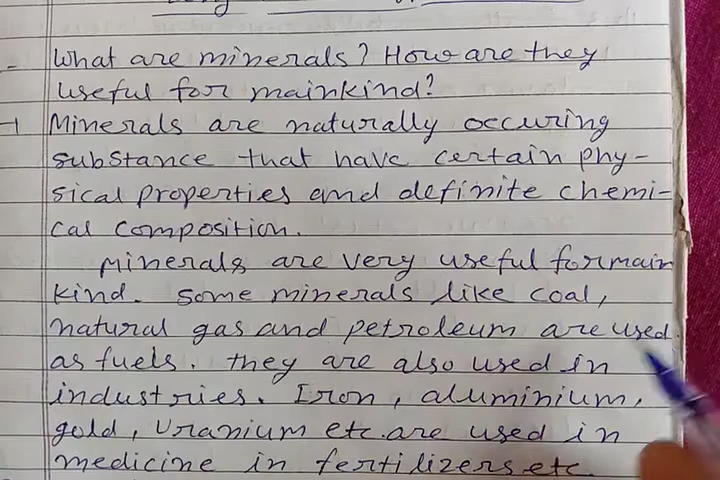 What are minerals? How are they
useful for mainkind?
Minerals are naturally occuring
substance that have certain phy-
sical properties and definite chemi-
cal composition.
Minerals are very useful for main
kind. Some minerals like coal,
natural gas and petroleum are used
as fuels. they are also used in
industries. Iron, aluminium,
gold, Uranium etc. are used in
medicine in fertilizers etc.